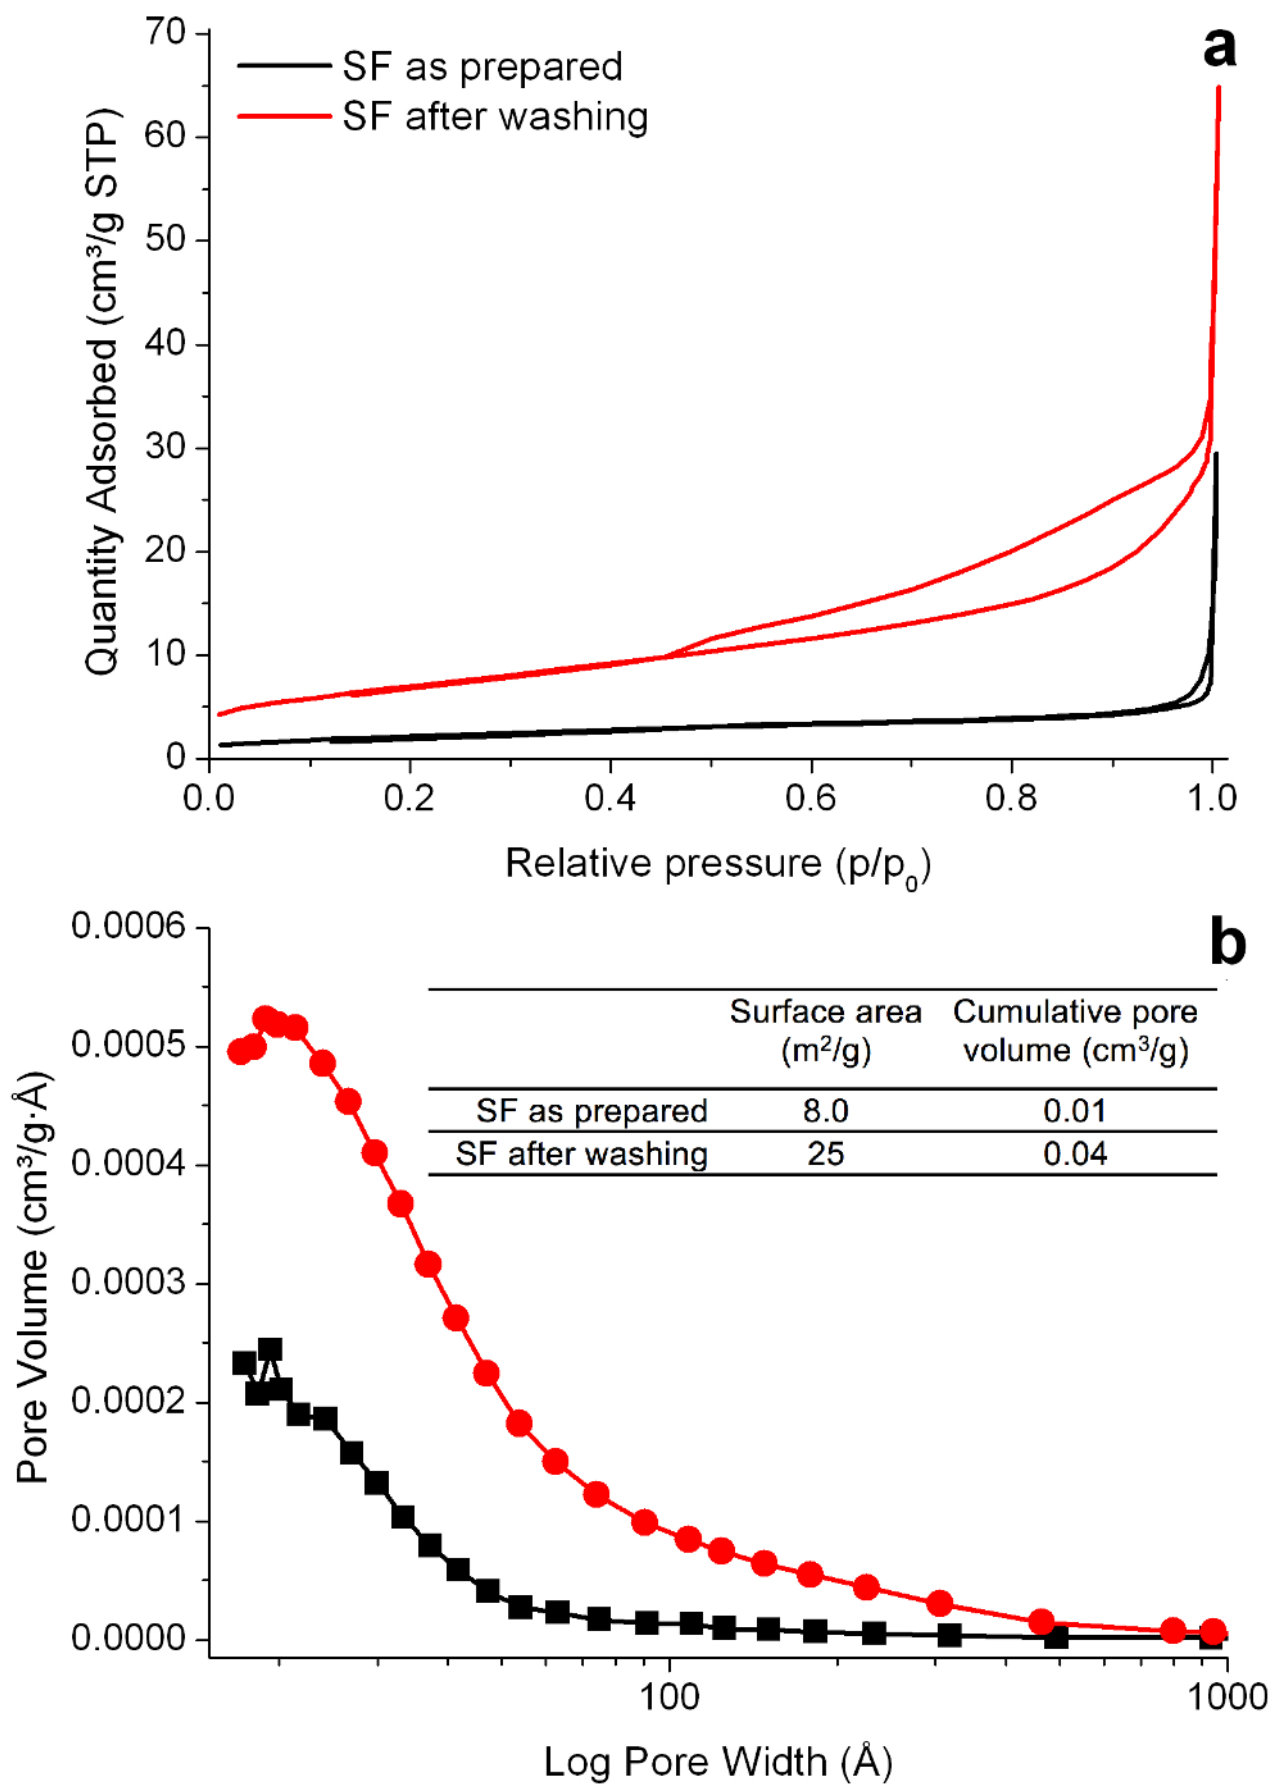 a
SF as prepared
SF after washing
70
60
50
40
30
20
10
0
Quantity Adsorbed (cm³/g STP)
0.0 0.2 0.4 0.6 0.8 1.0
Relative pressure (p/p₀)
b
0.0006
0.0005
0.0004
0.0003
0.0002
0.0001
0.0000
Pore Volume (cm³/g·Å)
Surface area Cumulative pore
(m²/g) volume (cm³/g)
SF as prepared 8.0 0.01
SF after washing 25 0.04
100 1000
Log Pore Width (Å)